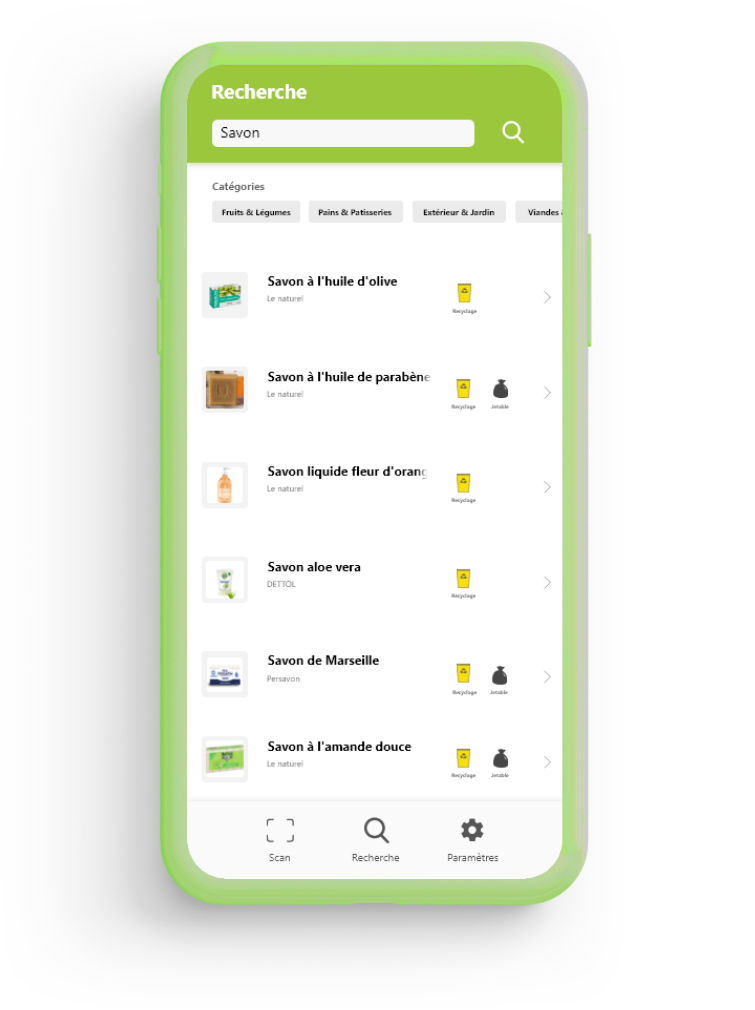 Recherche
Savon
Catégories
Fruits & Légumes Pains & Patisseries Extérieur & Jardin Viandes
Savon à l'huile d'olive
Le naturel
Recyclage
Savon à l'huile de parabène
Le naturel
Recyclage Jetable
Savon liquide fleur d'orang
Le naturel
Recyclage
Savon aloe vera
DETTOL
Recyclage
Savon de Marseille
Persavon
Recyclage Jetable
Savon à l'amande douce
Le naturel
Recyclage Jetable
Scan Recherche Paramètres